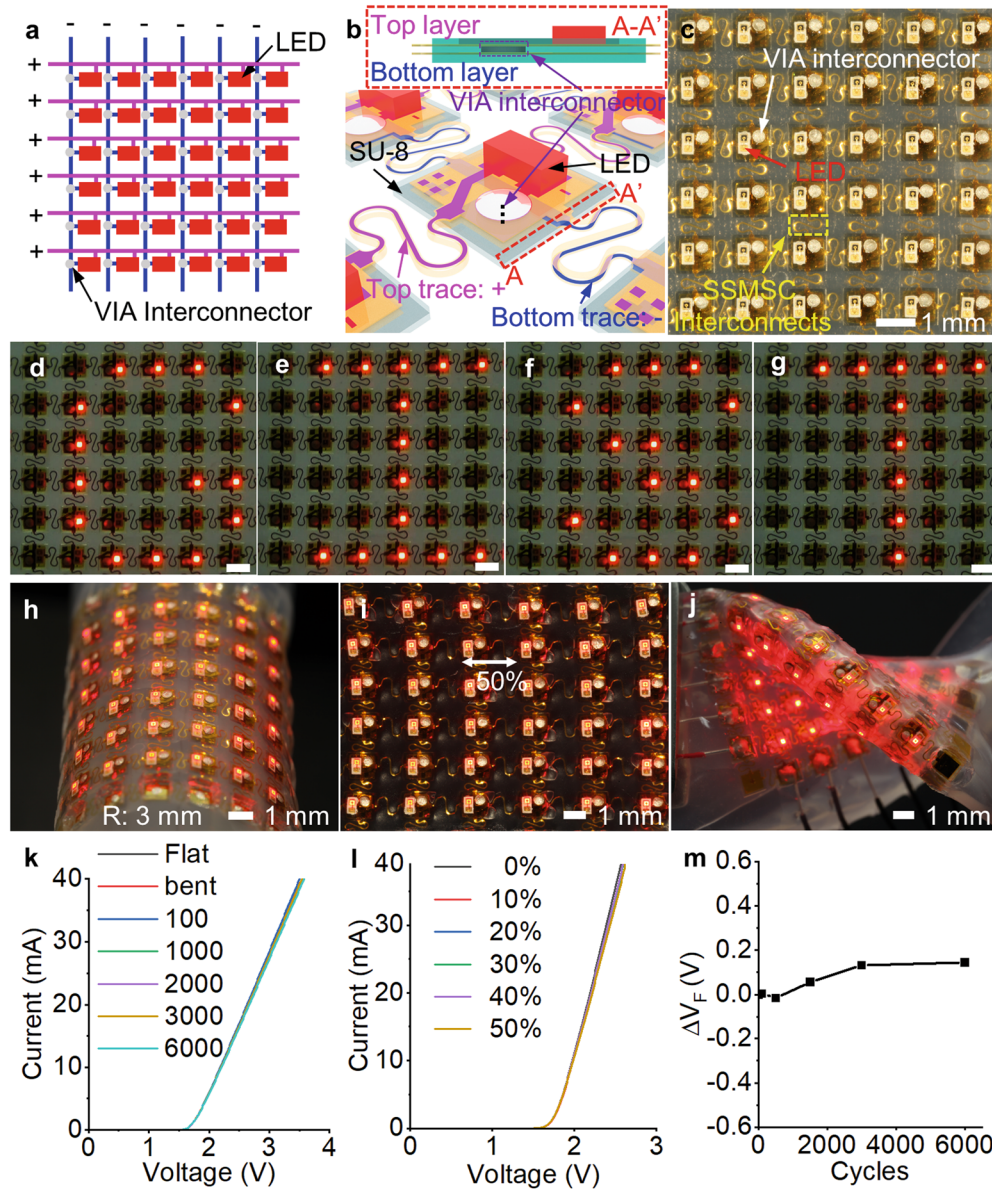 a
- - - - - -
LED
+
+
+
+
+
+
VIA Interconnector
b
Top layer
A-A'
Bottom layer
VIA Interconnector
SU-8
LED
A'
A
Top trace: +
Bottom trace: -
c
VIA interconnector
LED
SSMSC
Interconnects
1 mm
d
e
f
g
h
R: 3 mm
1 mm
i
50%
1 mm
j
1 mm
k
Flat
bent
100
1000
2000
3000
6000
40
30
20
10
0
Current (mA)
0 1 2 3 4
Voltage (V)
l
0%
10%
20%
30%
40%
50%
40
30
20
10
0
Current (mA)
0 1 2 3
Voltage (V)
m
0.6
0.4
0.2
0.0
-0.2
-0.4
-0.6
ΔVF (V)
0 2000 4000 6000
Cycles